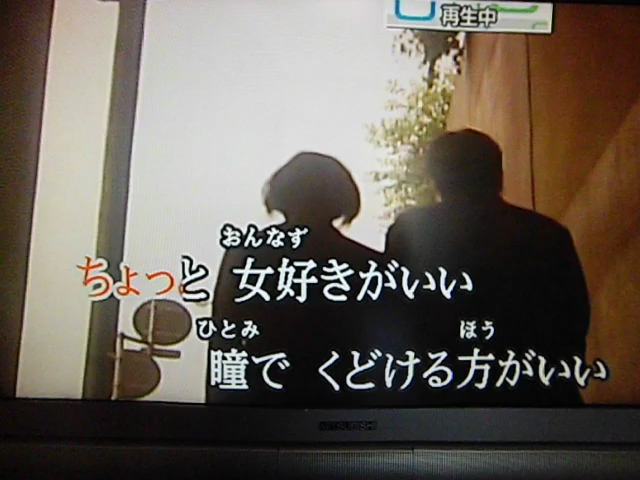 再生中
おんなず
ちょっと 女好きがいい
ひとみ ほう
瞳で くどける方がいい
MITSUBISHI